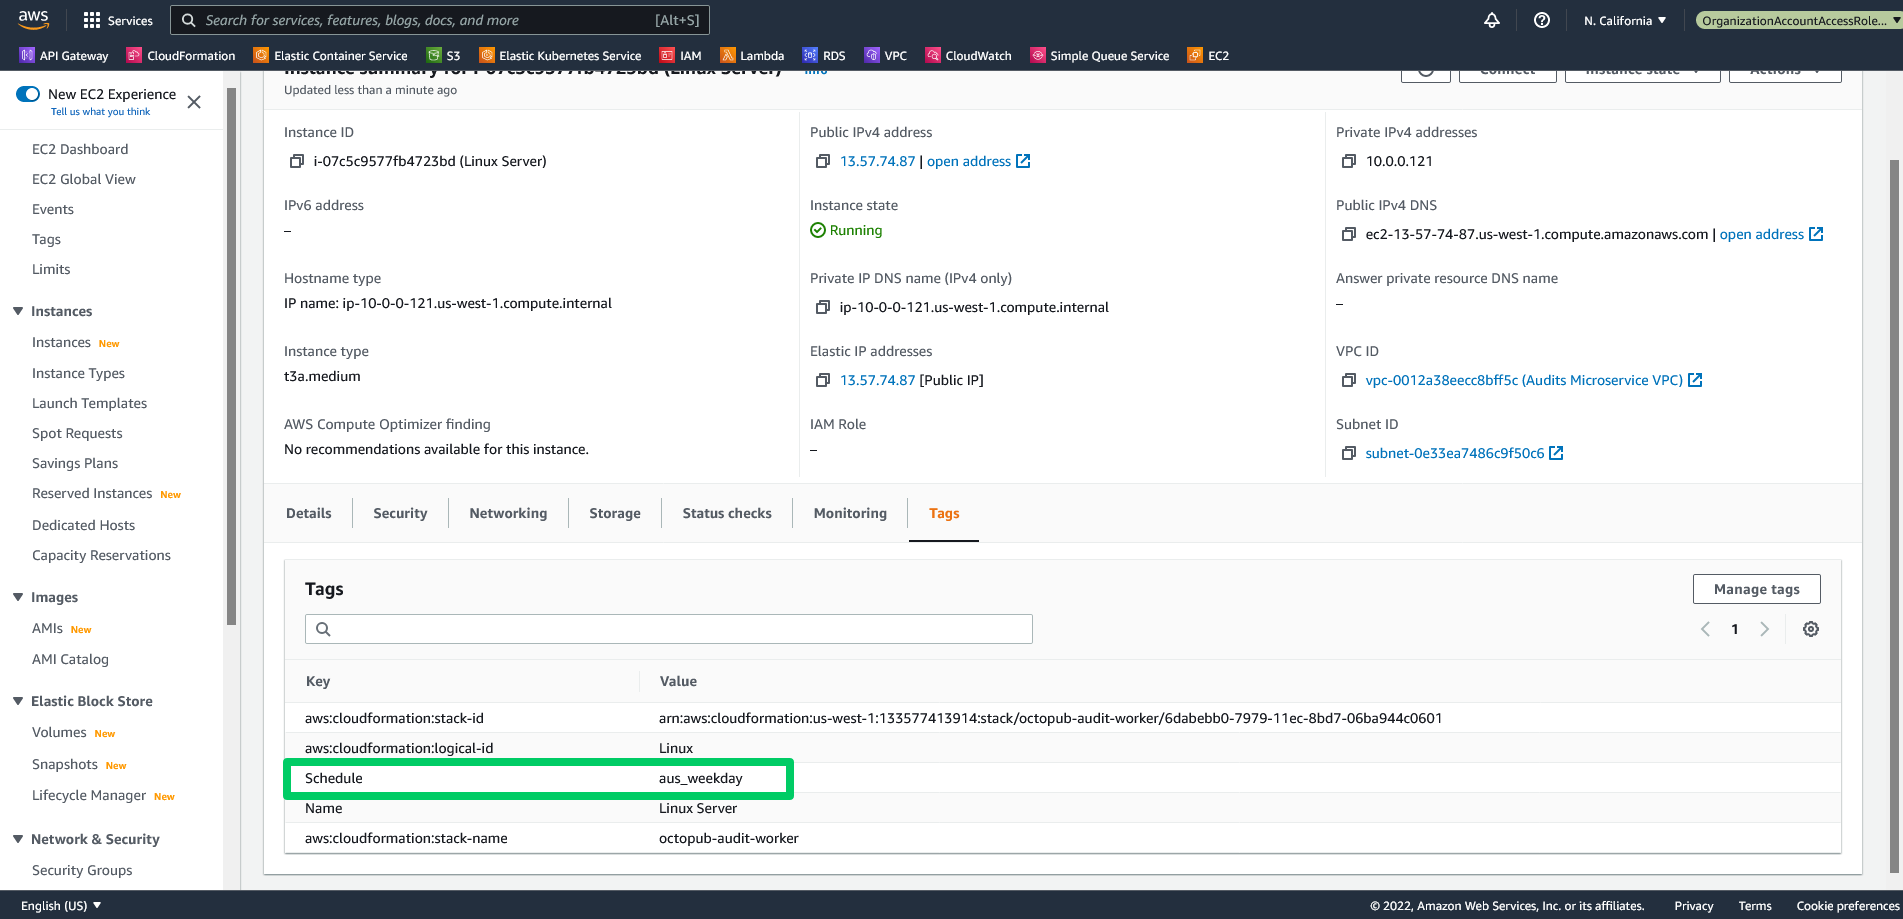 aws Services Search for services, features, blogs, docs, and more [Alt+S] N. California OrganizationAccountAccessRole...
API Gateway CloudFormation Elastic Container Service S3 Elastic Kubernetes Service IAM Lambda RDS VPC CloudWatch Simple Queue Service EC2
New EC2 Experience
Tell us what you think
EC2 Dashboard
EC2 Global View
Events
Tags
Limits
Instances
Instances New
Instance Types
Launch Templates
Spot Requests
Savings Plans
Reserved Instances New
Dedicated Hosts
Capacity Reservations
Images
AMIs New
AMI Catalog
Elastic Block Store
Volumes New
Snapshots New
Lifecycle Manager New
Network & Security
Security Groups
Instance summary for i-07c5c9577fb4723bd (Linux Server) Info
Connect Instance state Actions
Updated less than a minute ago
Instance ID
i-07c5c9577fb4723bd (Linux Server)
Public IPv4 address
13.57.74.87 | open address
Private IPv4 addresses
10.0.0.121
IPv6 address
–
Instance state
Running
Public IPv4 DNS
ec2-13-57-74-87.us-west-1.compute.amazonaws.com | open address
Hostname type
IP name: ip-10-0-0-121.us-west-1.compute.internal
Private IP DNS name (IPv4 only)
ip-10-0-0-121.us-west-1.compute.internal
Answer private resource DNS name
–
Instance type
t3a.medium
Elastic IP addresses
13.57.74.87 [Public IP]
VPC ID
vpc-0012a38eecc8bff5c (Audits Microservice VPC)
AWS Compute Optimizer finding
No recommendations available for this instance.
IAM Role
–
Subnet ID
subnet-0e33ea7486c9f50c6
Details Security Networking Storage Status checks Monitoring Tags
Tags
Manage tags
1
Key Value
aws:cloudformation:stack-id arn:aws:cloudformation:us-west-1:133577413914:stack/octopub-audit-worker/6dabebb0-7979-11ec-8bd7-06ba944c0601
aws:cloudformation:logical-id Linux
Schedule aus_weekday
Name Linux Server
aws:cloudformation:stack-name octopub-audit-worker
English (US) © 2022, Amazon Web Services, Inc. or its affiliates. Privacy Terms Cookie preferences